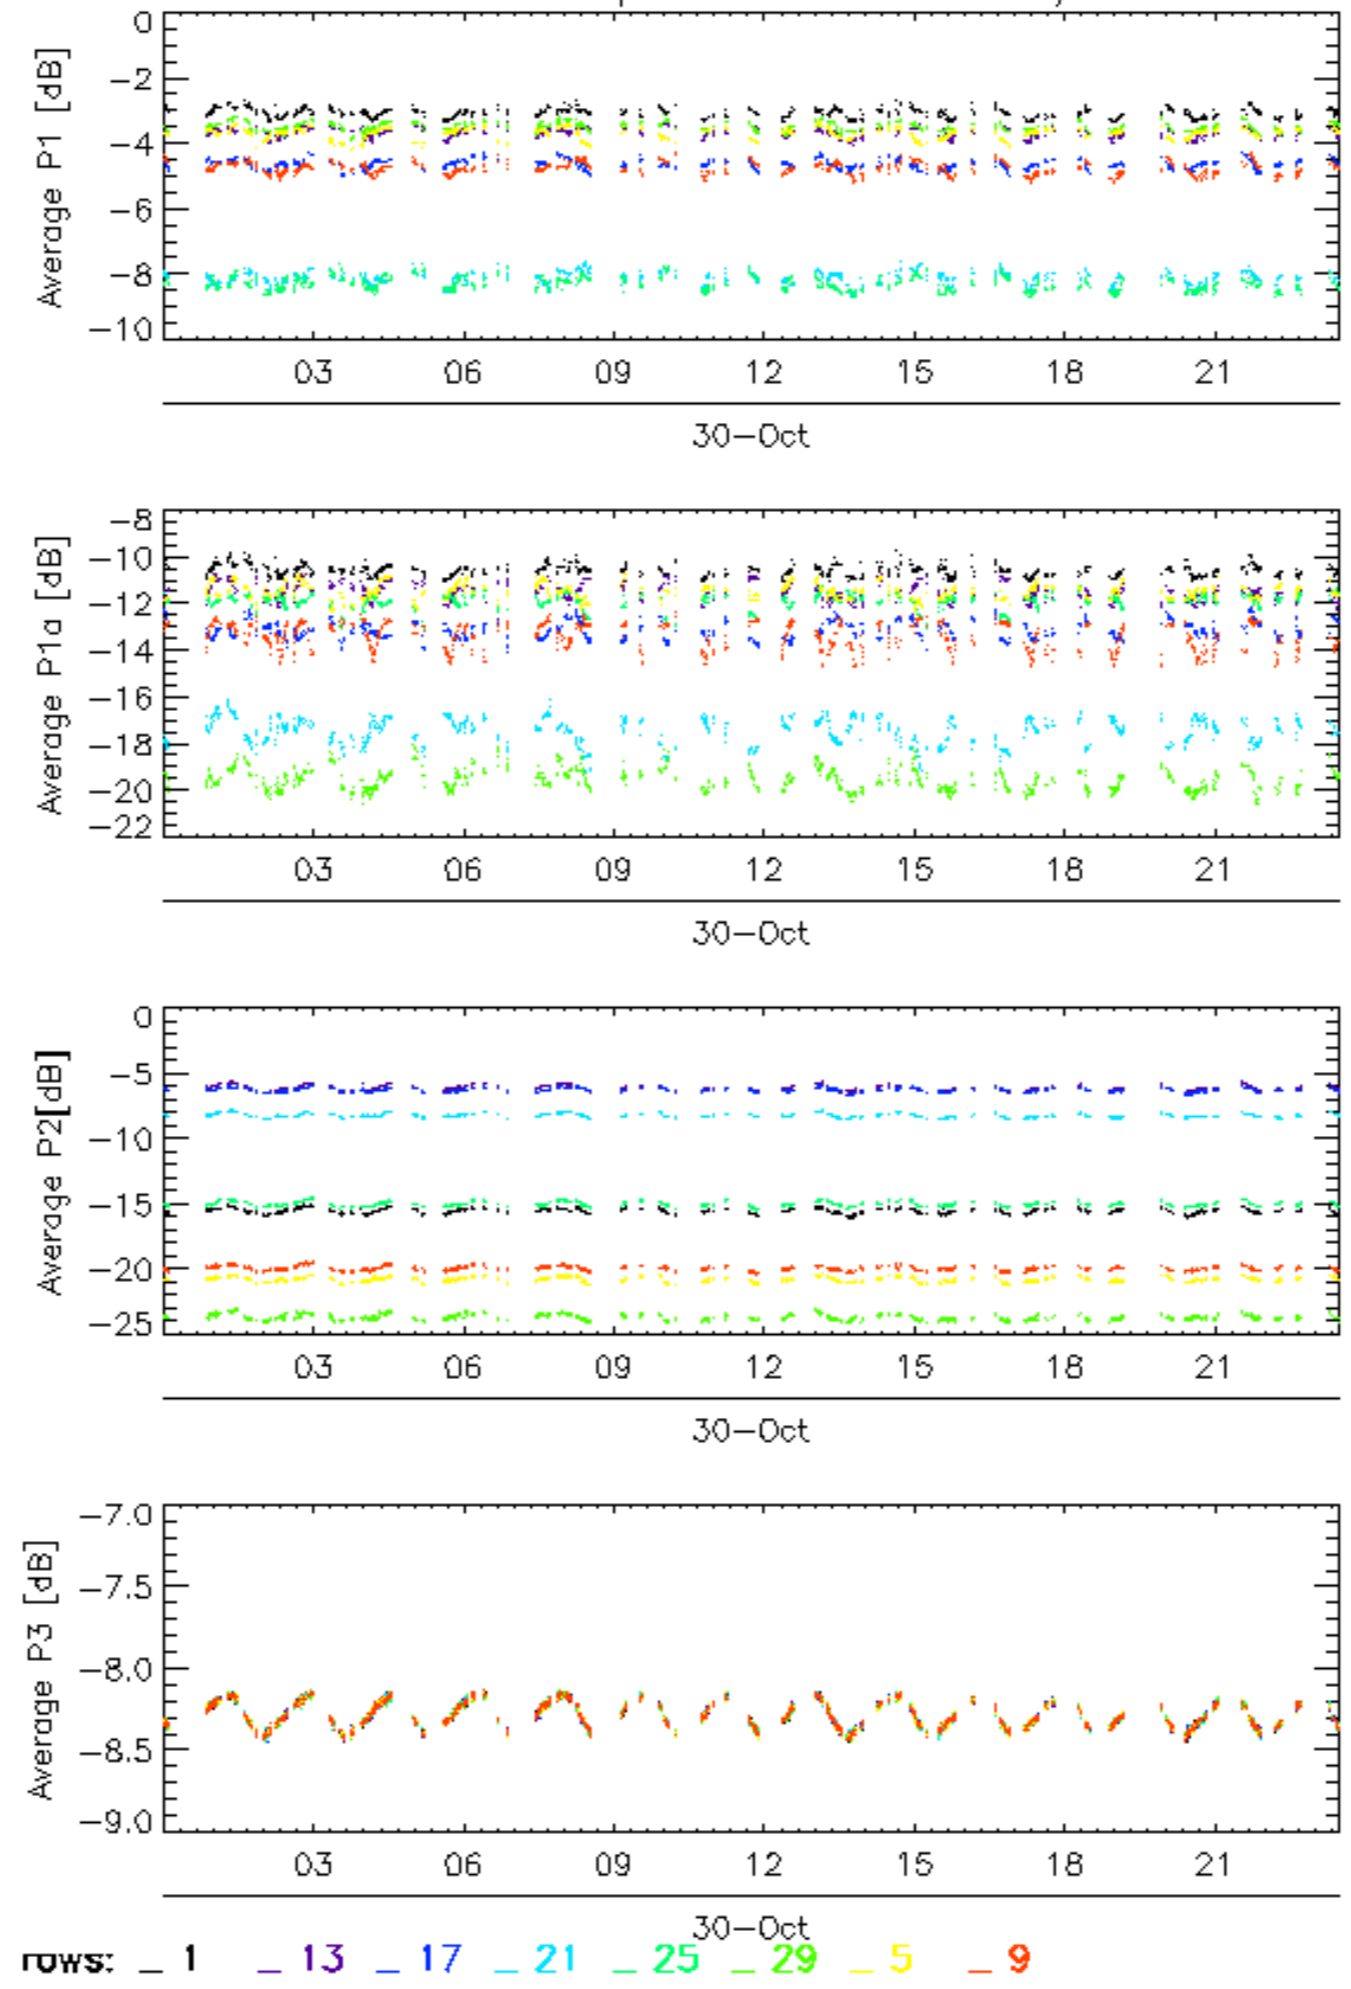 0
−2
−4
−6
−8
−10
Average P1 [dB]
03 06 09 12 15 18 21
30−Oct
−8
−10
−12
−14
−16
−18
−20
−22
Average P1a [dB]
03 06 09 12 15 18 21
30−Oct
0
−5
−10
−15
−20
−25
Average P2[dB]
03 06 09 12 15 18 21
30−Oct
−7.0
−7.5
−8.0
−8.5
−9.0
Average P3 [dB]
03 06 09 12 15 18 21
30−Oct
rows: _ 1 _ 13 _ 17 _ 21 _ 25 _ 29 _ 5 _ 9